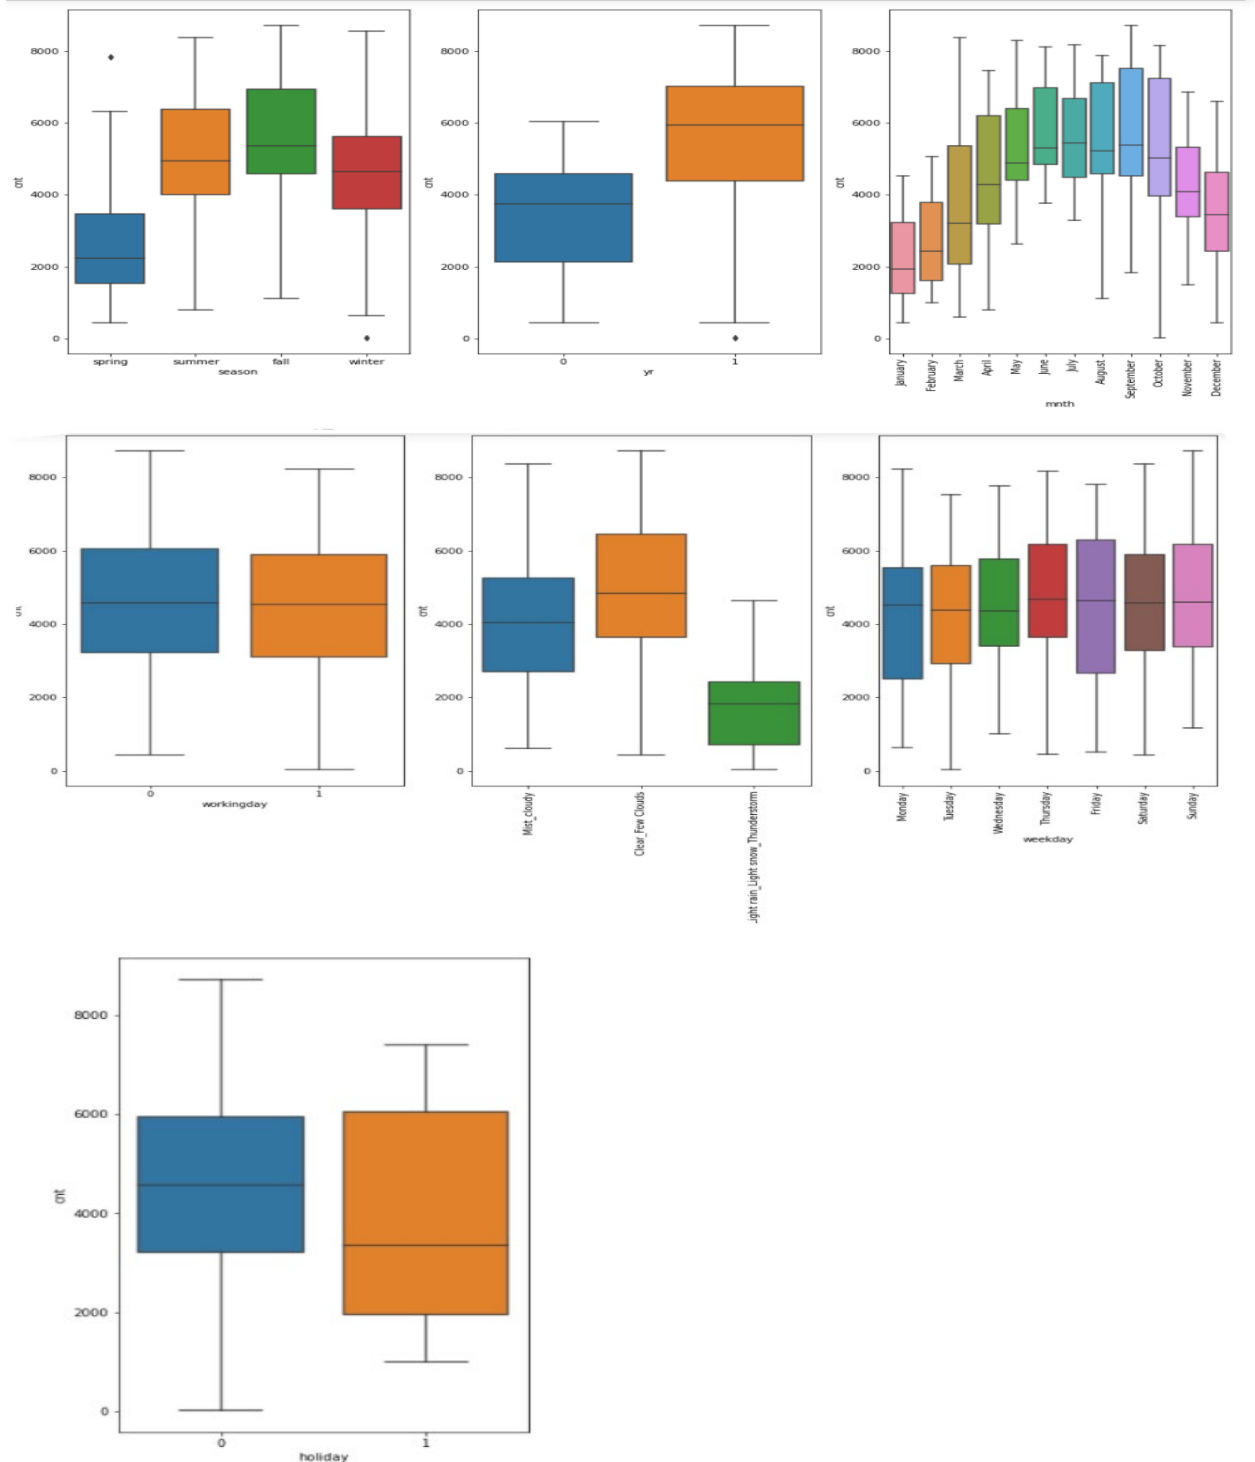 8000
6000
4000
2000
0
cnt
spring summer fall winter
season
8000
6000
4000
2000
0
cnt
0 1
yr
8000
6000
4000
2000
0
cnt
January
February
March
April
May
June
July
August
September
October
November
December
mnth
8000
6000
4000
2000
0
0 1
workingday
8000
6000
4000
2000
0
cnt
Mist_cloudy
Clear_Few Clouds
rain_Light snow_Thunderstorm
8000
6000
4000
2000
0
cnt
Monday
Tuesday
Wednesday
Thursday
Friday
Saturday
Sunday
weekday
8000
6000
4000
2000
0
cnt
0 1
holiday